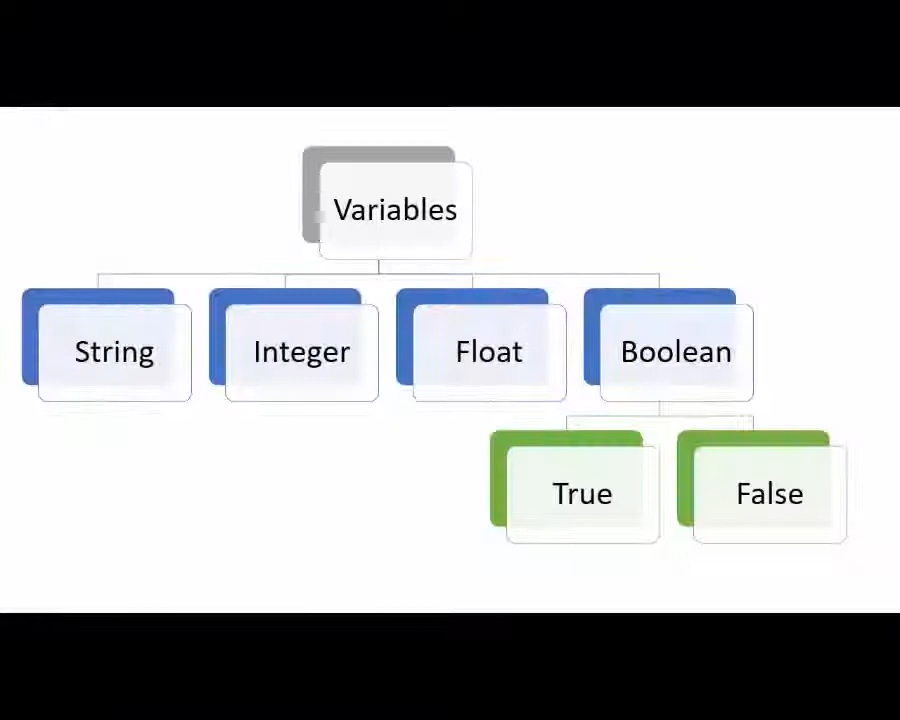 Variables
String
Integer
Float
Boolean
True
False